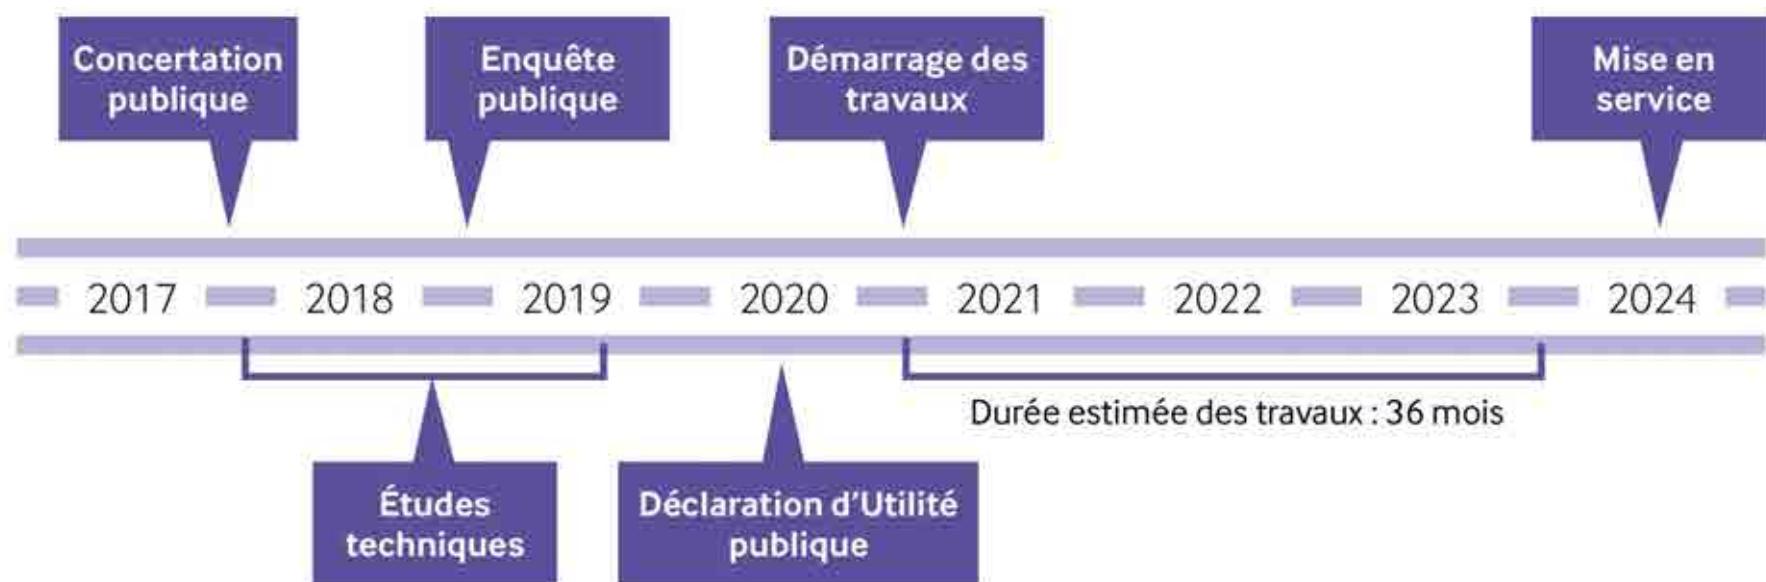 Concertation
publique
Enquête
publique
Démarrage des
travaux
Mise en
service
2017 2018 2019 2020 2021 2022 2023 2024
Durée estimée des travaux : 36 mois
Études
techniques
Déclaration d'Utilité
publique